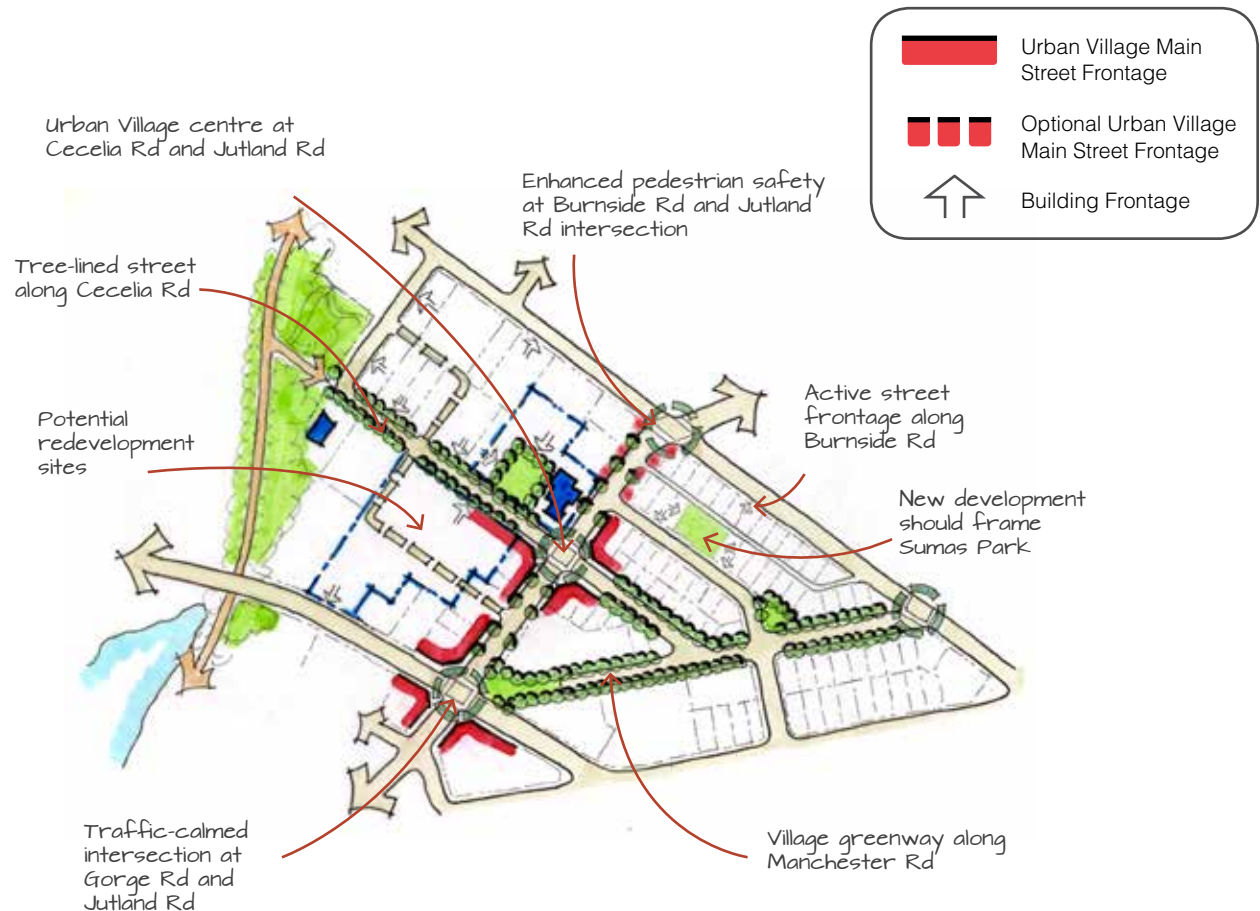 Urban Village Main
Street Frontage
Optional Urban Village
Main Street Frontage
Building Frontage
Urban Village centre at
Cecelia Rd and Jutland Rd
Enhanced pedestrian safety
at Burnside Rd and Jutland
Rd intersection
Tree-lined street
along Cecelia Rd
Potential
redevelopment
sites
Active street
frontage along
Burnside Rd
New development
should frame
Sumas Park
Traffic-calmed
intersection at
Gorge Rd and
Jutland Rd
Village greenway along
Manchester Rd